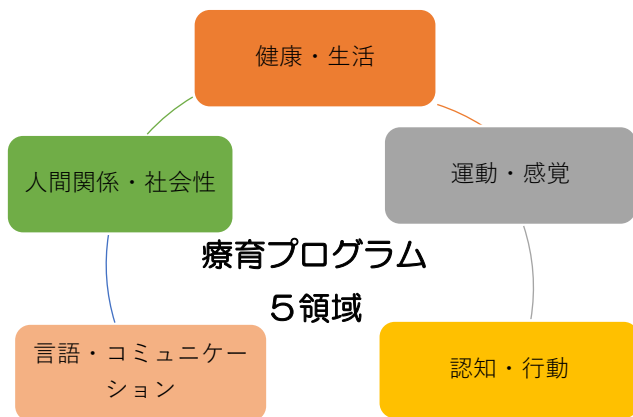 健康・生活
人間関係・社会性
運動・感覚
療育プログラム
５領域
言語・コミュニケー
ション
認知・行動